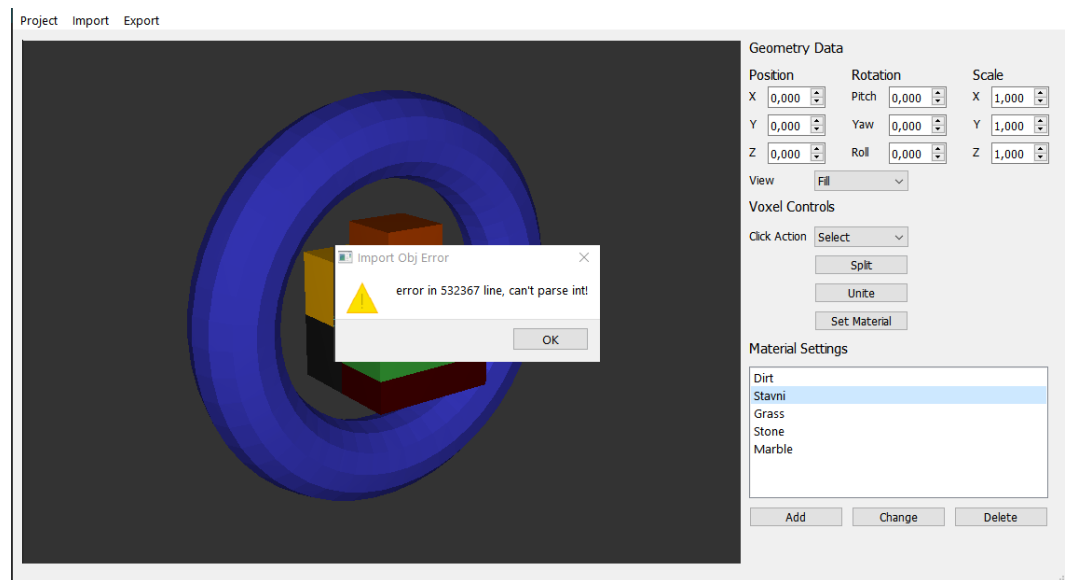 Project Import Export
Geometry Data
Position Rotation Scale
X 0,000 Pitch 0,000 X 1,000
Y 0,000 Yaw 0,000 Y 1,000
Z 0,000 Roll 0,000 Z 1,000
View Fill
Voxel Controls
Click Action Select
Split
Unite
Set Material
Material Settings
Dirt
Stavni
Grass
Stone
Marble
Add Change Delete
Import Obj Error
error in 532367 line, can't parse int!
OK